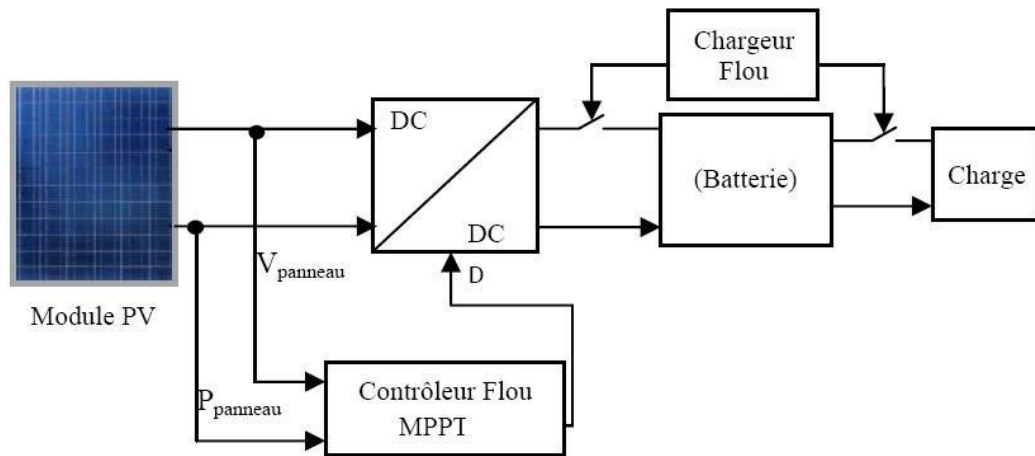 Chargeur
Flou
DC
DC
(Batterie)
Charge
V panneau
D
Module PV
P panneau
Contrôleur Flou
MPPT